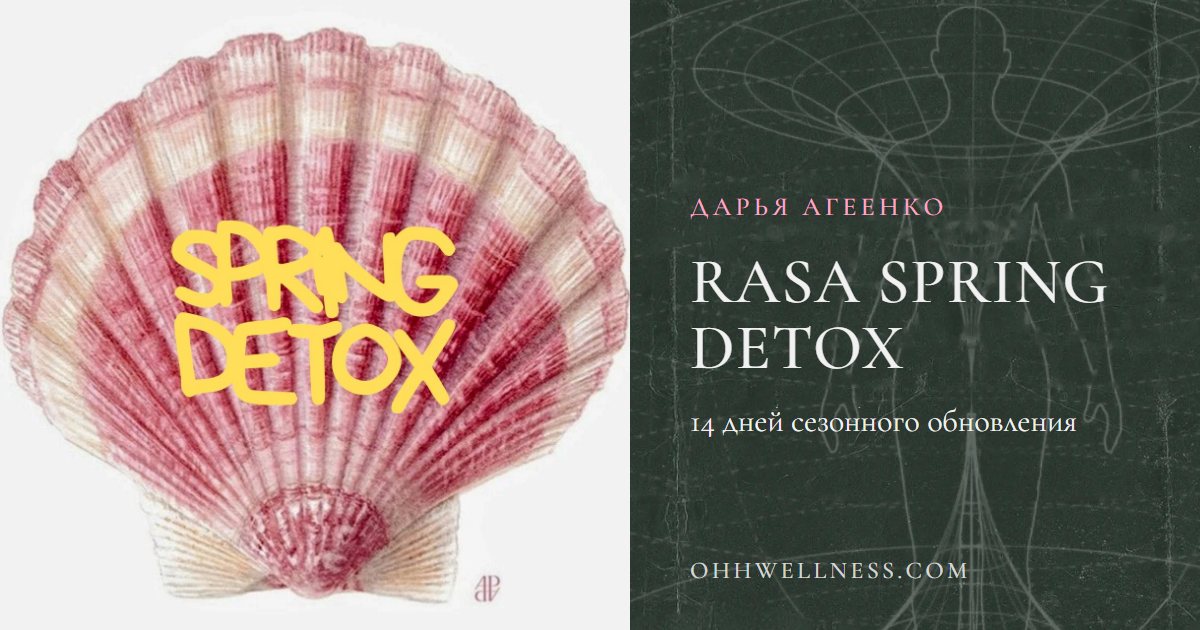 SPRING
DETOX
ДАРЬЯ АГЕЕНКО
RASA SPRING
DETOX
14 дней сезонного обновления
OHHWELLNESS.COM